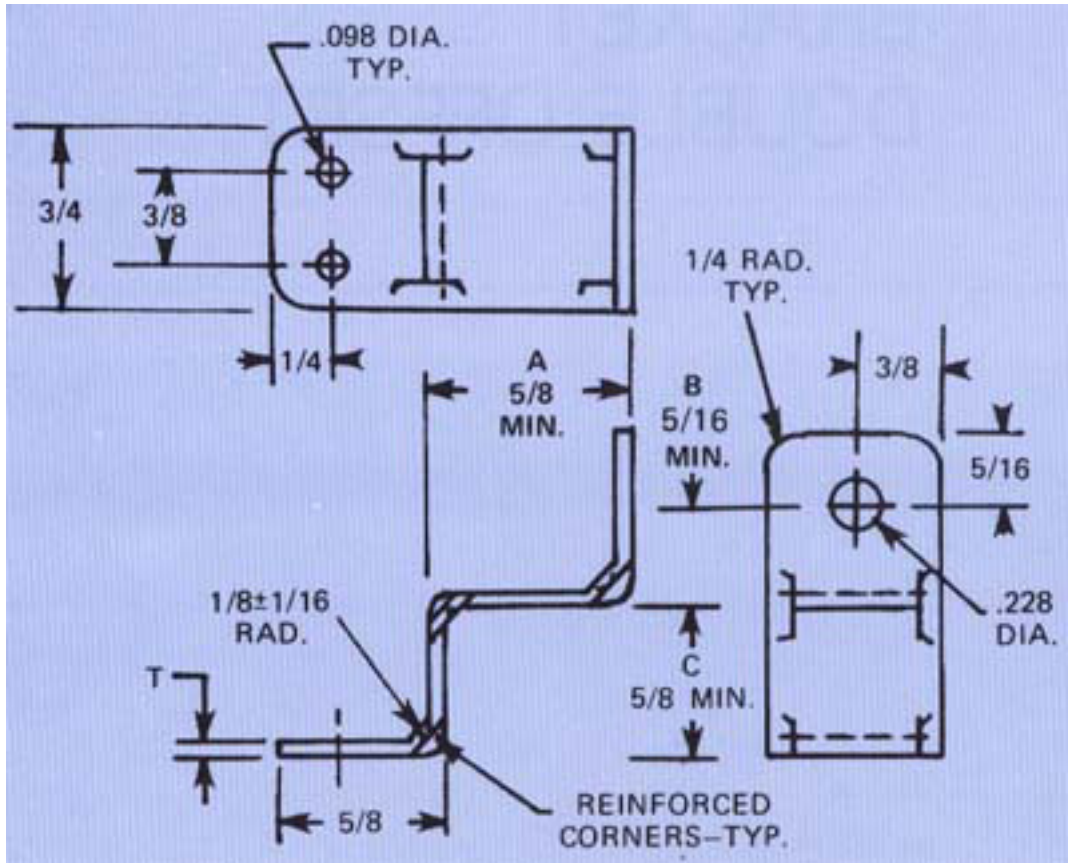 .098 DIA.
TYP.
3/4
3/8
1/4
A
5/8
MIN.
B
5/16
MIN.
1/4 RAD.
TYP.
3/8
5/16
.228
DIA.
1/8±1/16
RAD.
T
C
5/8 MIN.
5/8
REINFORCED
CORNERS–TYP.